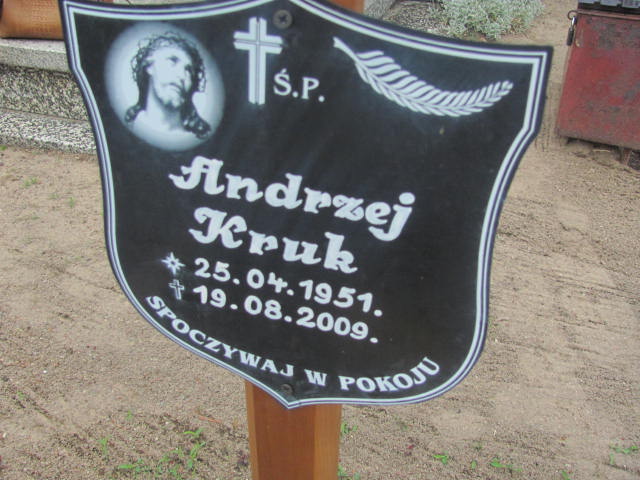 Ś.P.
Andrzej
Kruk
25.04.1951.
19.08.2009.
SPOCZYWAJ W POKOJU